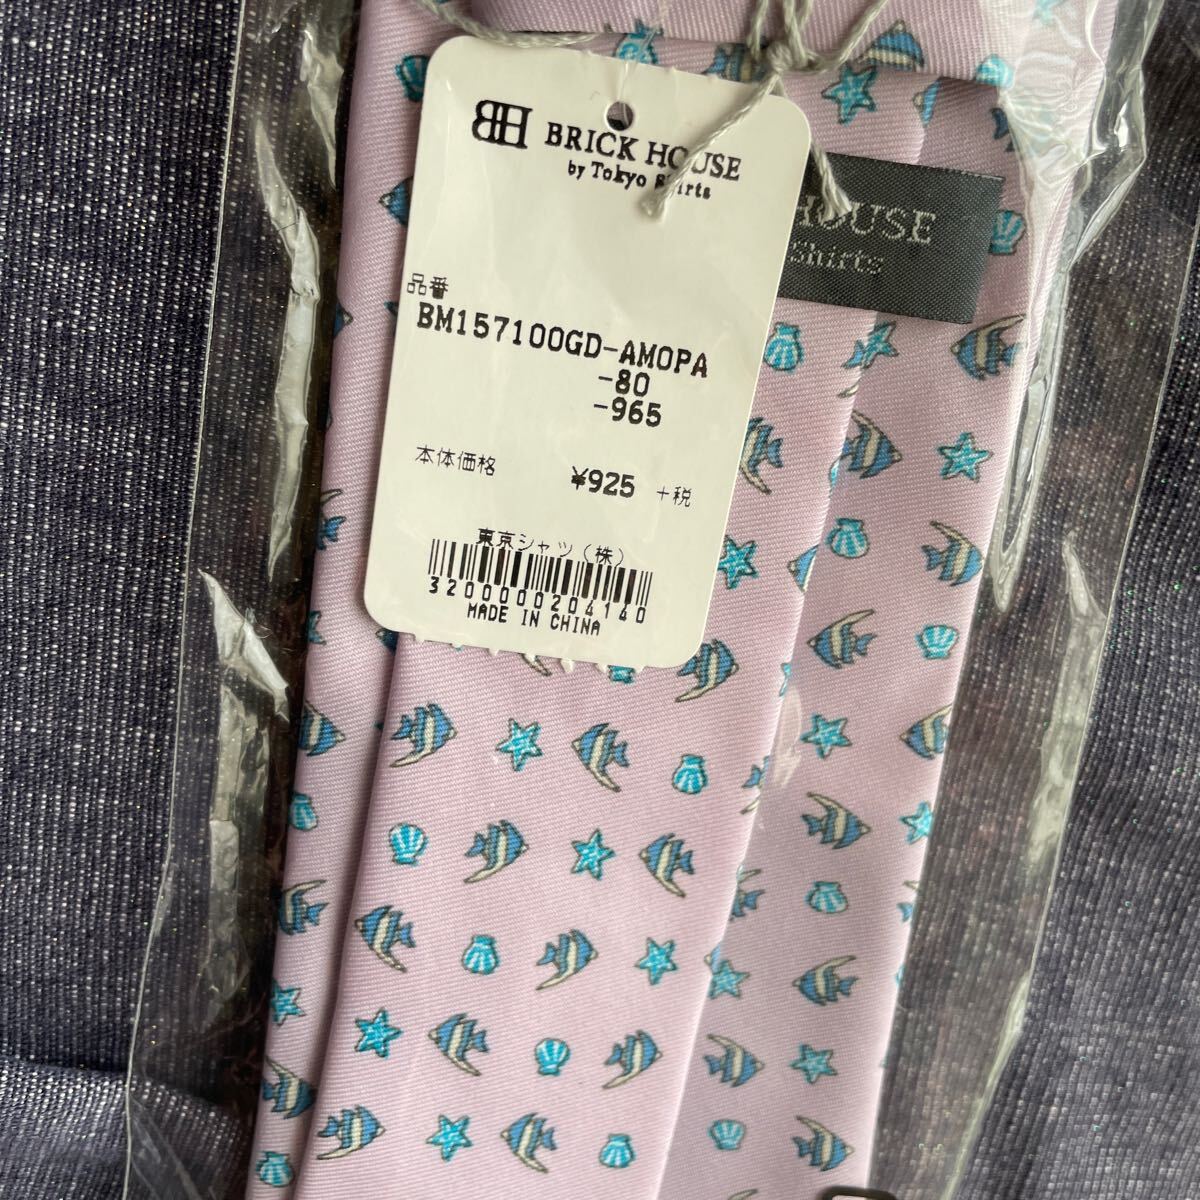 BH BRICK HOUSE
by Tokyo Shirts
HOUSE
Shirts
品番
BM157100GD-AMOPA
-80
-965
本体価格 ¥925 +税
東京シャツ(株)
3200000204140
MADE IN CHINA